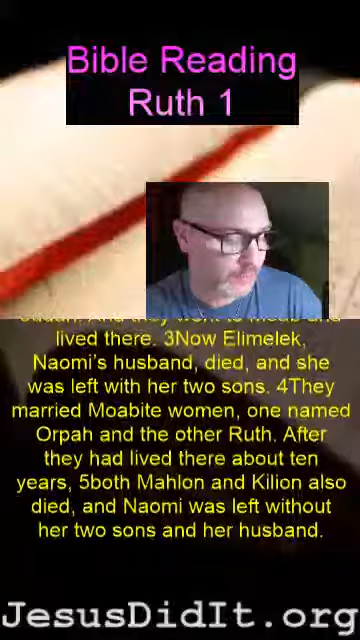 Bible Reading
Ruth 1
lived there. 3Now Elimelek,
Naomi’s husband, died, and she
was left with her two sons. 4They
married Moabite women, one named
Orpah and the other Ruth. After
they had lived there about ten
years, 5both Mahlon and Kilion also
died, and Naomi was left without
her two sons and her husband.
JesusDidIt.org